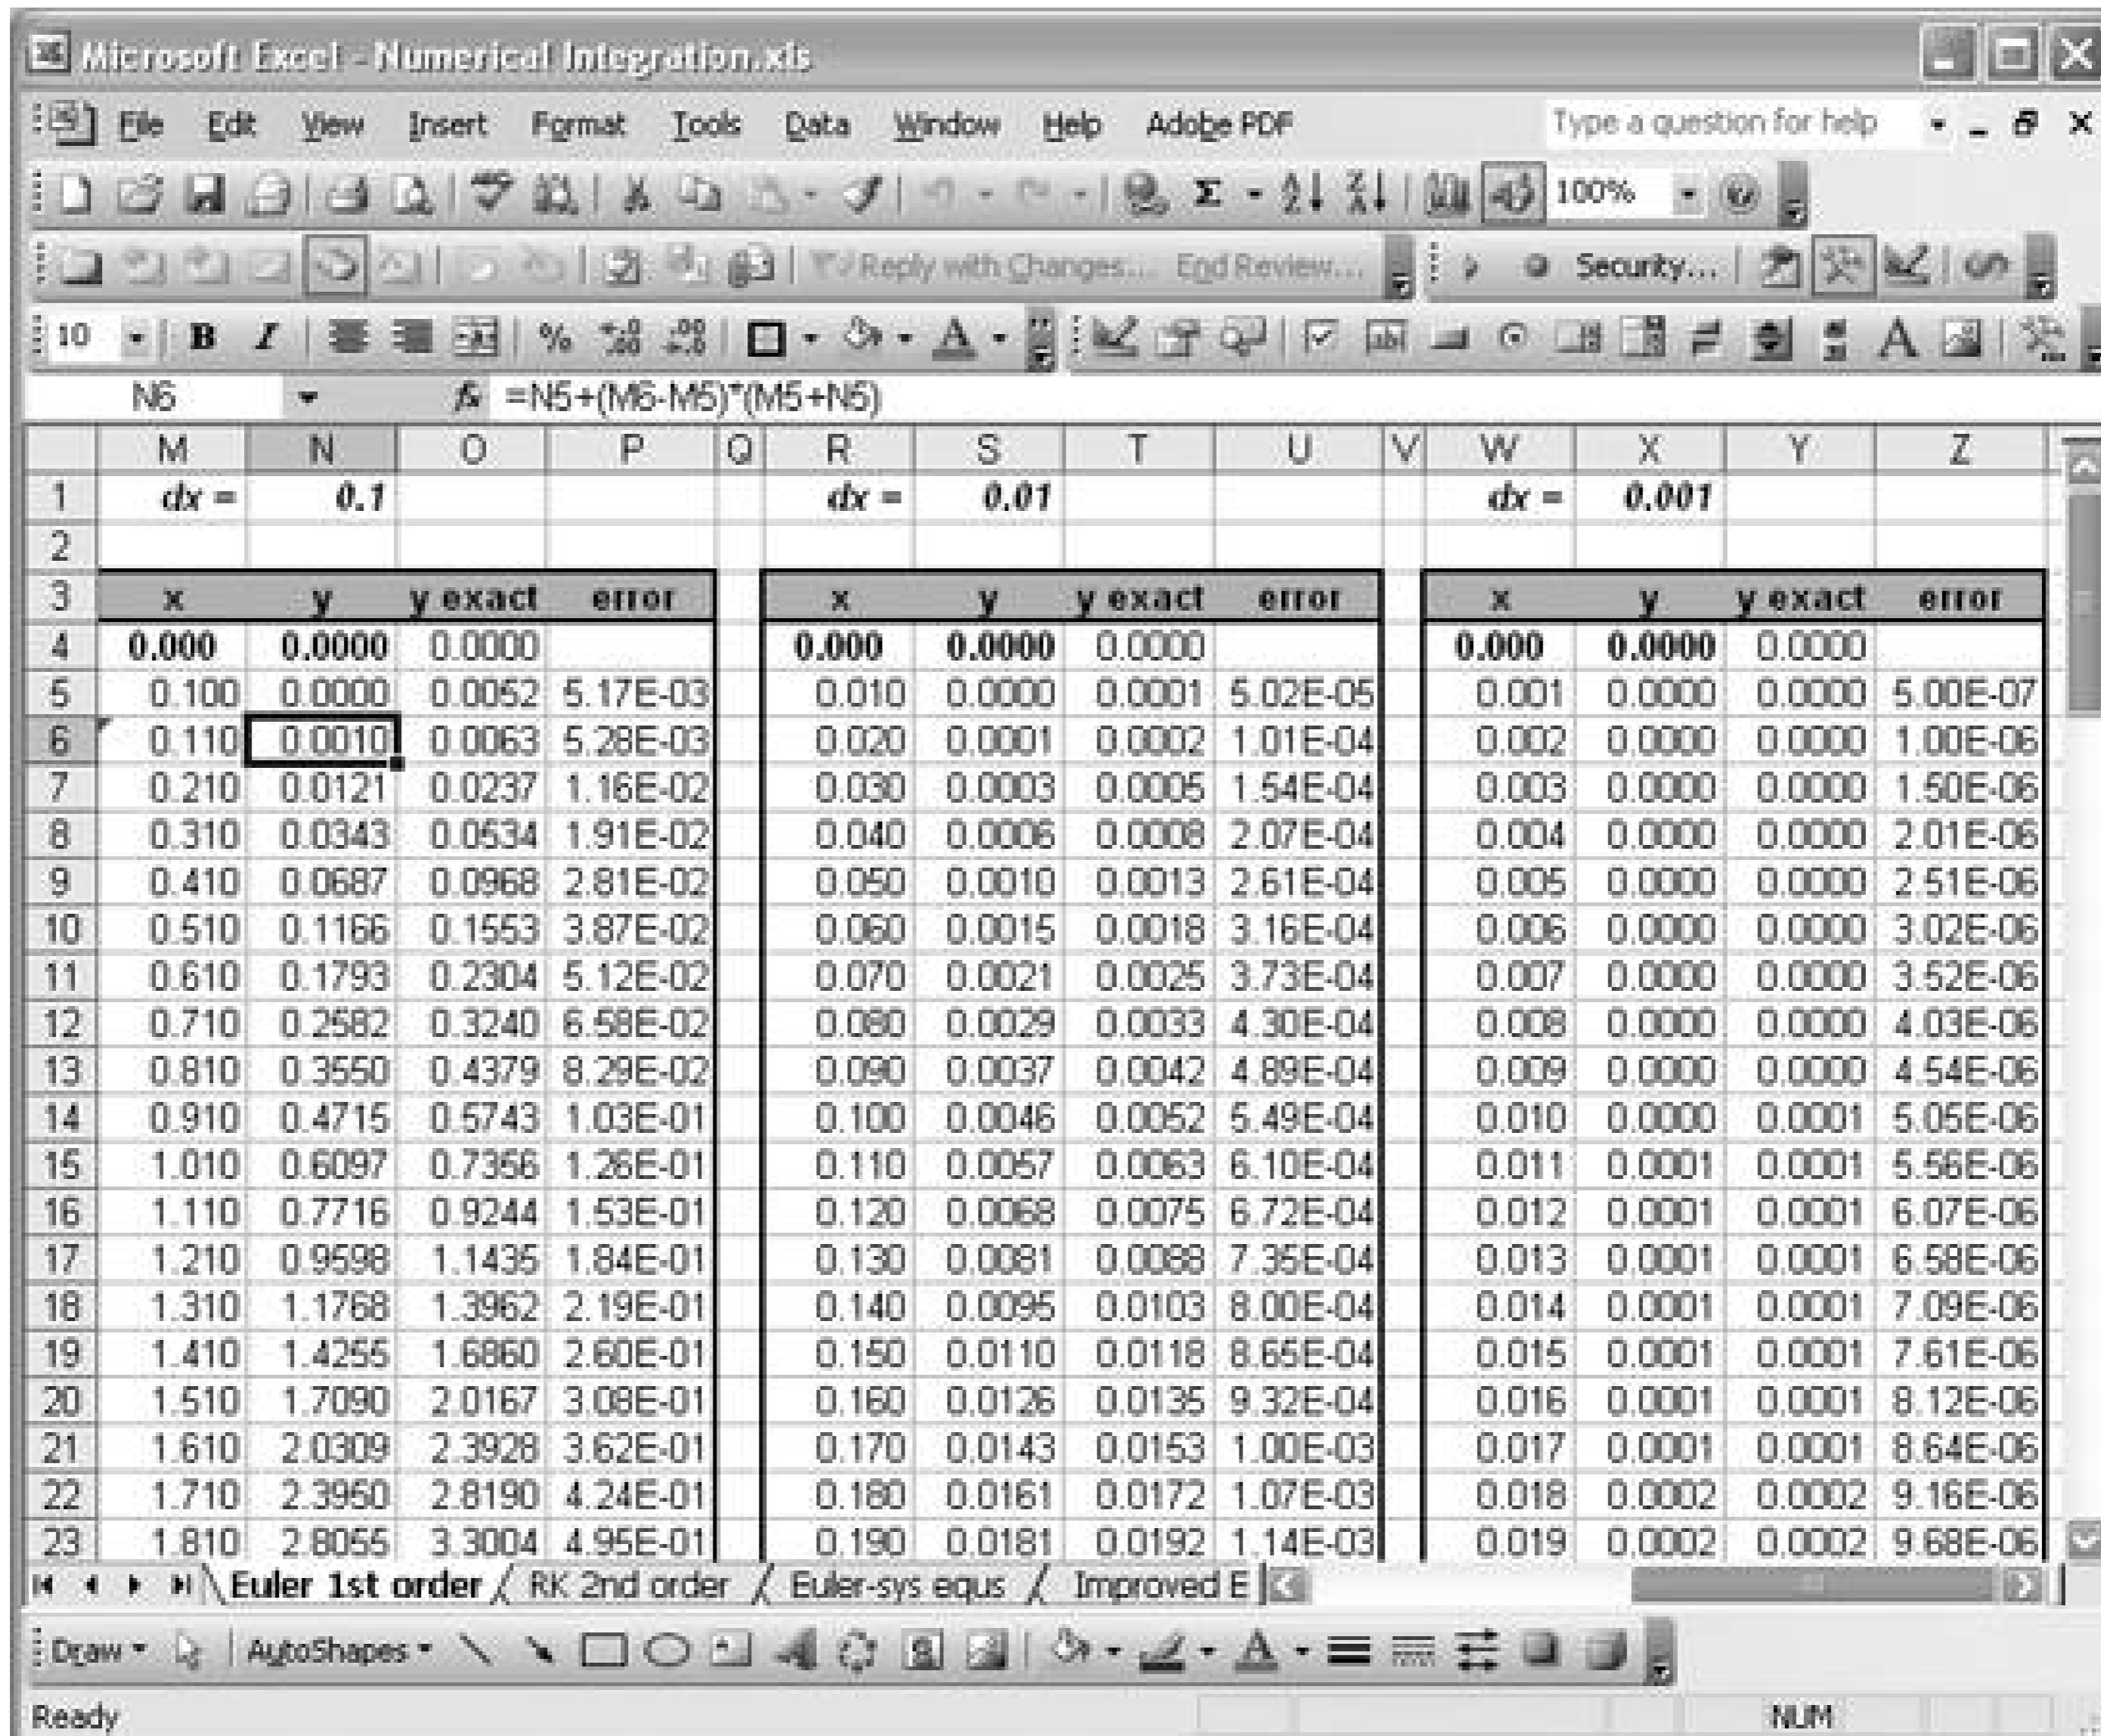 Microsoft Excel - Numerical Integration.xls
File Edit View Insert Format Tools Data Window Help Adobe PDF Type a question for help
100%
Reply with Changes... End Review... Security...
10 B I % A A
N6 fx =N5+(M6-M5)*(M5+N5)
M N O P Q R S T U V W X Y Z
1 dx = 0.1 dx = 0.01 dx = 0.001
2
3 x y y exact error x y y exact error x y y exact error
4 0.000 0.0000 0.0000 0.000 0.0000 0.0000 0.000 0.0000 0.0000
5 0.100 0.0000 0.0052 5.17E-03 0.010 0.0000 0.0001 5.02E-05 0.001 0.0000 0.0000 5.00E-07
6 0.110 0.0010 0.0063 5.28E-03 0.020 0.0001 0.0002 1.01E-04 0.002 0.0000 0.0000 1.00E-06
7 0.210 0.0121 0.0237 1.16E-02 0.030 0.0003 0.0005 1.54E-04 0.003 0.0000 0.0000 1.50E-06
8 0.310 0.0343 0.0534 1.91E-02 0.040 0.0006 0.0008 2.07E-04 0.004 0.0000 0.0000 2.01E-06
9 0.410 0.0687 0.0968 2.81E-02 0.050 0.0010 0.0013 2.61E-04 0.005 0.0000 0.0000 2.51E-06
10 0.510 0.1166 0.1553 3.87E-02 0.060 0.0015 0.0018 3.16E-04 0.006 0.0000 0.0000 3.02E-06
11 0.610 0.1793 0.2304 5.12E-02 0.070 0.0021 0.0025 3.73E-04 0.007 0.0000 0.0000 3.52E-06
12 0.710 0.2582 0.3240 6.58E-02 0.080 0.0029 0.0033 4.30E-04 0.008 0.0000 0.0000 4.03E-06
13 0.810 0.3550 0.4379 8.29E-02 0.090 0.0037 0.0042 4.89E-04 0.009 0.0000 0.0000 4.54E-06
14 0.910 0.4715 0.5743 1.03E-01 0.100 0.0046 0.0052 5.49E-04 0.010 0.0000 0.0001 5.05E-06
15 1.010 0.6097 0.7356 1.26E-01 0.110 0.0057 0.0063 6.10E-04 0.011 0.0001 0.0001 5.56E-06
16 1.110 0.7716 0.9244 1.53E-01 0.120 0.0068 0.0075 6.72E-04 0.012 0.0001 0.0001 6.07E-06
17 1.210 0.9598 1.1435 1.84E-01 0.130 0.0081 0.0088 7.35E-04 0.013 0.0001 0.0001 6.58E-06
18 1.310 1.1768 1.3962 2.19E-01 0.140 0.0095 0.0103 8.00E-04 0.014 0.0001 0.0001 7.09E-06
19 1.410 1.4255 1.6860 2.60E-01 0.150 0.0110 0.0118 8.65E-04 0.015 0.0001 0.0001 7.61E-06
20 1.510 1.7090 2.0167 3.08E-01 0.160 0.0126 0.0135 9.32E-04 0.016 0.0001 0.0001 8.12E-06
21 1.610 2.0309 2.3928 3.62E-01 0.170 0.0143 0.0153 1.00E-03 0.017 0.0001 0.0001 8.64E-06
22 1.710 2.3950 2.8190 4.24E-01 0.180 0.0161 0.0172 1.07E-03 0.018 0.0002 0.0002 9.16E-06
23 1.810 2.8055 3.3004 4.95E-01 0.190 0.0181 0.0192 1.14E-03 0.019 0.0002 0.0002 9.68E-06
Euler 1st order RK 2nd order Euler-sys equs Improved E
Draw AutoShapes A
Ready NUM